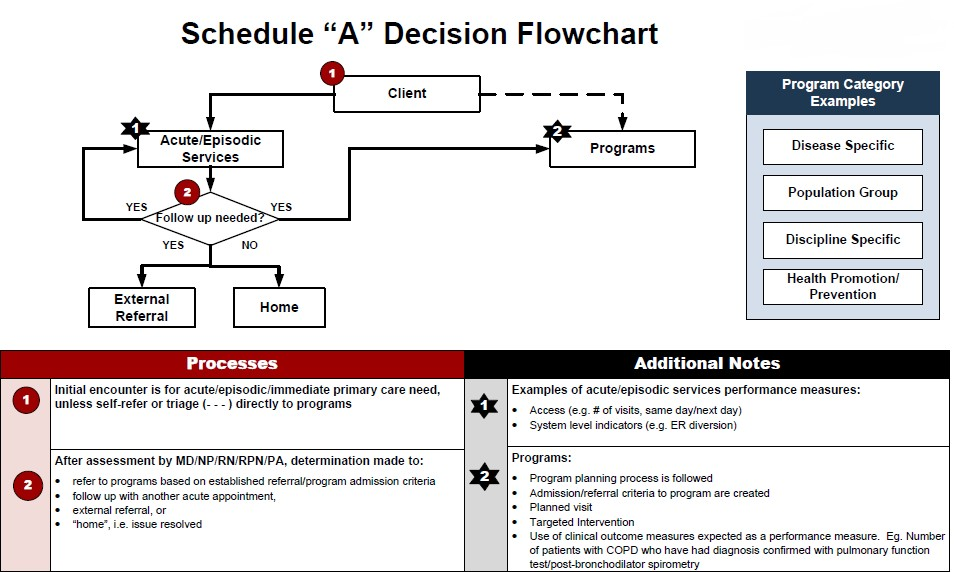 Schedule “A” Decision Flowchart
1
Client
Program Category
Examples
Disease Specific
Population Group
Discipline Specific
Health Promotion/
Prevention
1
Acute/Episodic
Services
2
Programs
2
YES
YES
Follow up needed?
YES
NO
External
Referral
Home
Processes
Additional Notes
1
Initial encounter is for acute/episodic/immediate primary care need,
unless self-refer or triage (- - - ) directly to programs
1
Examples of acute/episodic services performance measures:
• Access (e.g. # of visits, same day/next day)
• System level indicators (e.g. ER diversion)
2
After assessment by MD/NP/RN/RPN/PA, determination made to:
• refer to programs based on established referral/program admission criteria
• follow up with another acute appointment,
• external referral, or
• “home”, i.e. issue resolved
2
Programs:
• Program planning process is followed
• Admission/referral criteria to program are created
• Planned visit
• Targeted Intervention
• Use of clinical outcome measures expected as a performance measure. Eg. Number
of patients with COPD who have had diagnosis confirmed with pulmonary function
test/post-bronchodilator spirometry